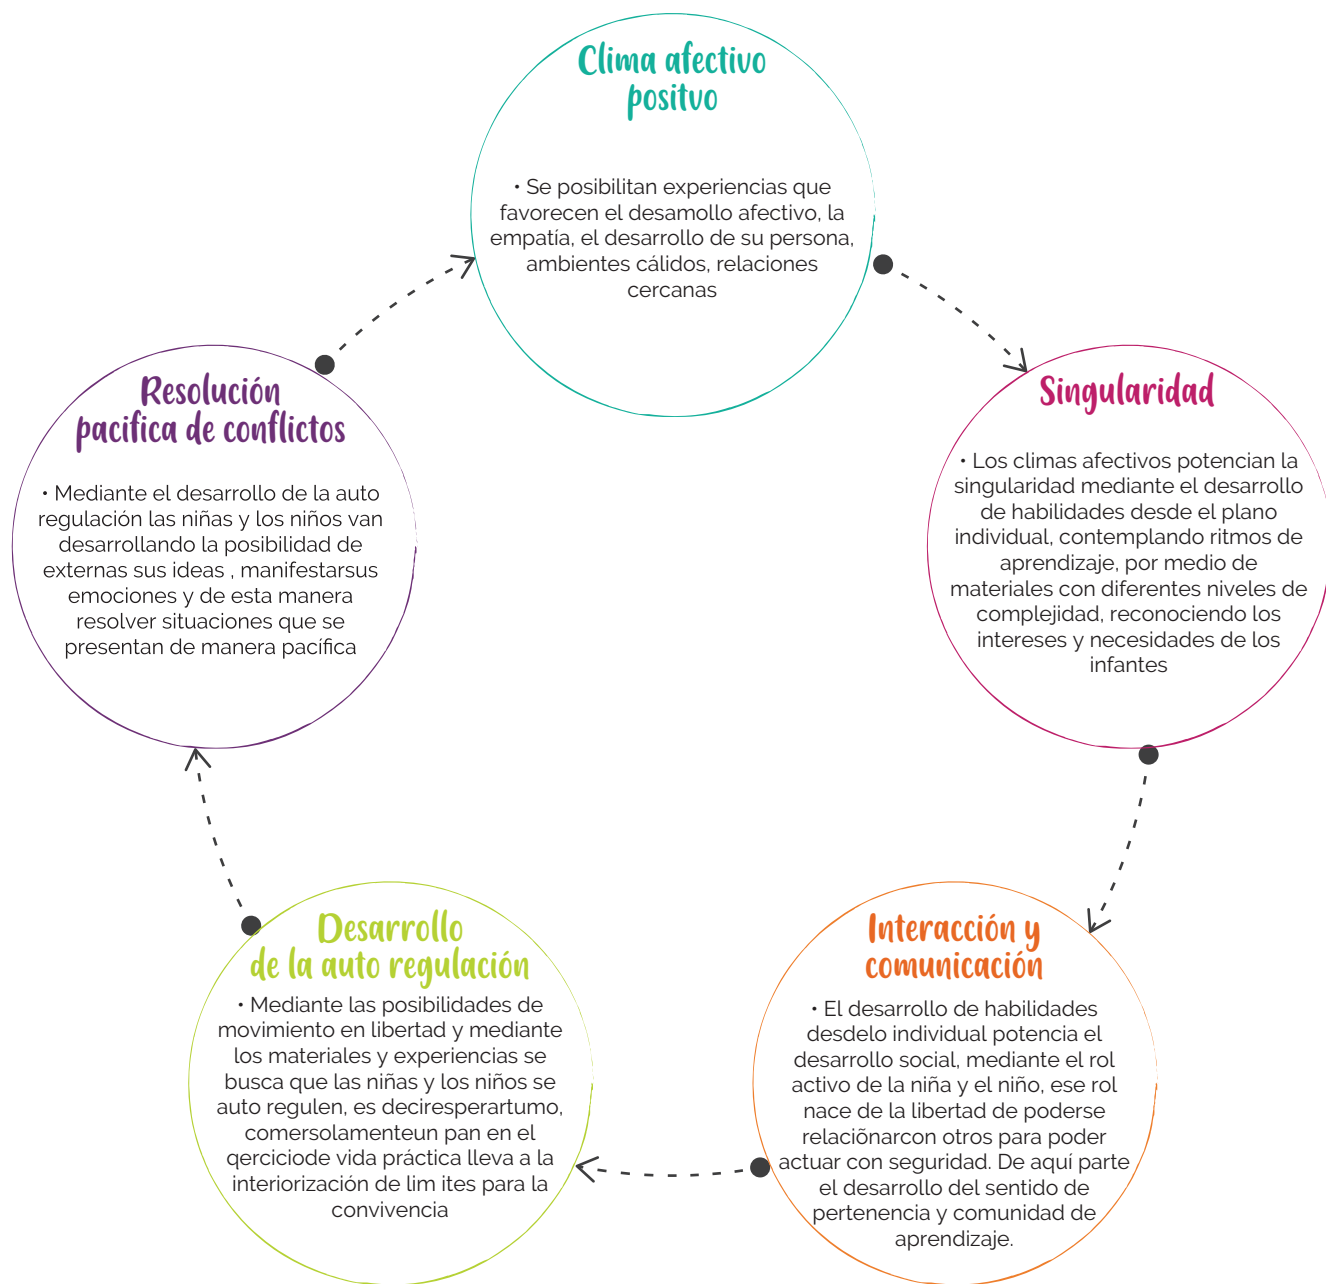 Clima afectivo
positvo
• Se posibilitan experiencias que
favorecen el desamollo afectivo, la
empatía, el desarrollo de su persona,
ambientes cálidos, relaciones
cercanas
Singularidad
• Los climas afectivos potencian la
singularidad mediante el desarrollo
de habilidades desde el plano
individual, contemplando ritmos de
aprendizaje, por medio de
materiales con diferentes niveles de
complejidad, reconociendo los
intereses y necesidades de los
infantes
Interacción y
comunicación
• El desarrollo de habilidades
desdelo individual potencia el
desarrollo social, mediante el rol
activo de la niña y el niño, ese rol
nace de la libertad de poderse
relaciõnarcon otros para poder
actuar con seguridad. De aquí parte
el desarrollo del sentido de
pertenencia y comunidad de
aprendizaje.
Desarrollo
de la auto regulación
• Mediante las posibilidades de
movimiento en libertad y mediante
los materiales y experiencias se
busca que las niñas y los niños se
auto regulen, es deciresperartumo,
comersolamenteun pan en el
qerciciode vida práctica lleva a la
interiorización de lim ites para la
convivencia
Resolución
pacifica de conflictos
• Mediante el desarrollo de la auto
regulación las niñas y los niños van
desarrollando la posibilidad de
externas sus ideas , manifestarsus
emociones y de esta manera
resolver situaciones que se
presentan de manera pacífica